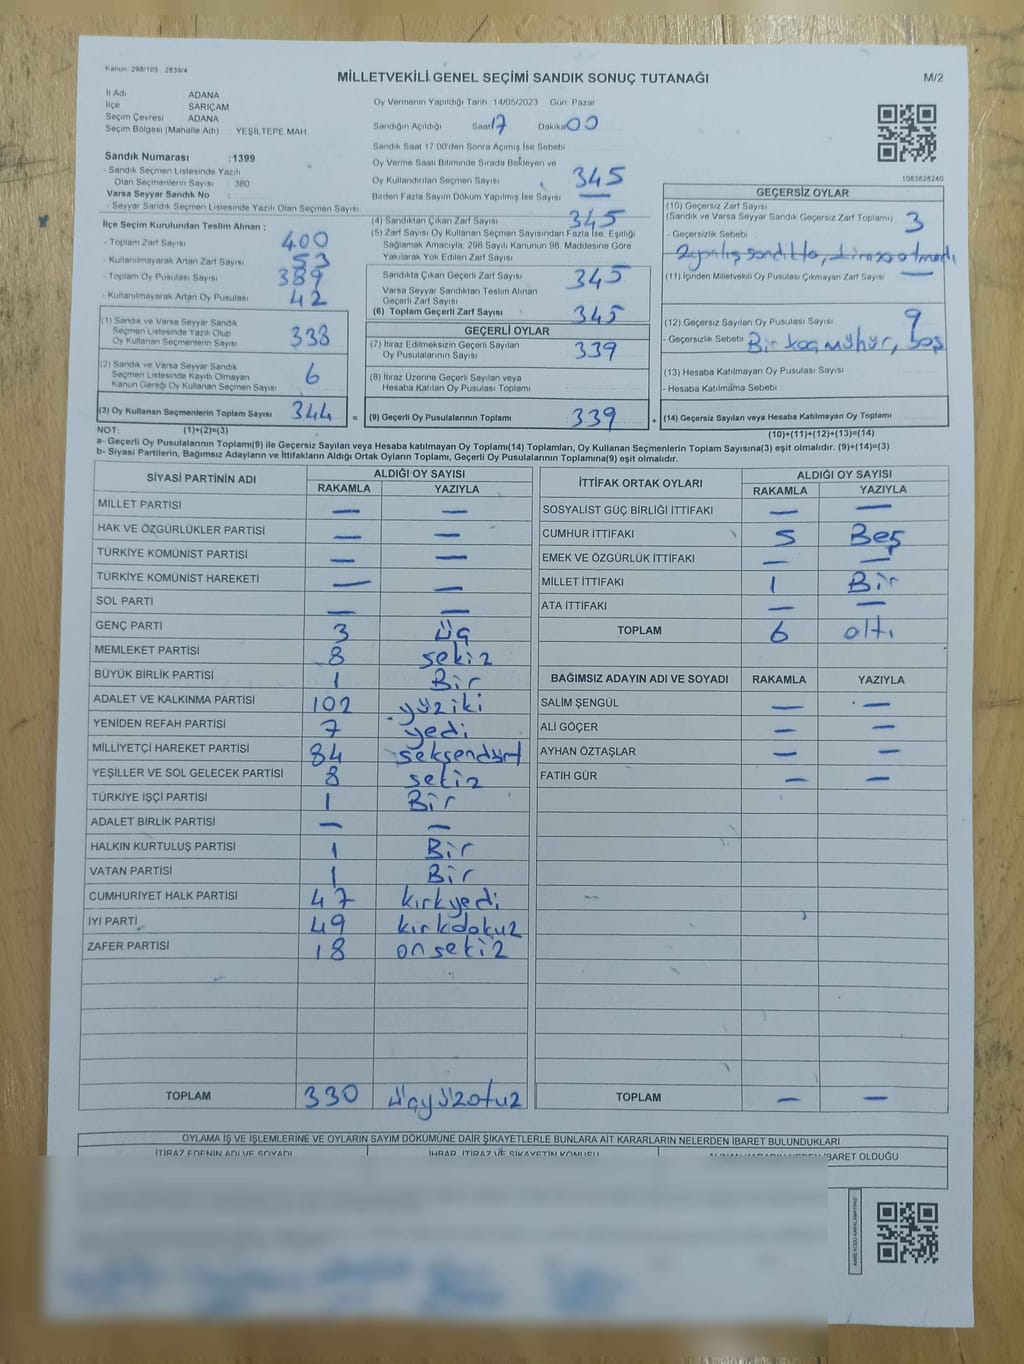 Kanun 298/105 , 2839/4
MİLLETVEKİLİ GENEL SEÇİMİ SANDIK SONUÇ TUTANAĞI
M/2
İl Adı : ADANA
İlçe : SARIÇAM
Seçim Çevresi : ADANA
Seçim Bölgesi (Mahalle Adı) : YEŞİLTEPE MAH.
Sandık Numarası :1399
- Sandık Seçmen Listesinde Yazılı
Olan Seçmenlerin Sayısı : 380
Varsa Seyyar Sandık No :
- Seyyar Sandık Seçmen Listesinde Yazılı Olan Seçmen Sayısı
İlçe Seçim Kurulundan Teslim Alınan ;
- Toplam Zarf Sayısı 400
- Kullanılmayarak Artan Zarf Sayısı 53
- Toplam Oy Pusulası Sayısı 389
- Kullanılmayarak Artan Oy Pusulası 42
(1) Sandık ve Varsa Seyyar Sandık
Seçmen Listesinde Yazılı Olup
Oy Kullanan Seçmenlerin Sayısı 338
(2) Sandık ve Varsa Seyyar Sandık
Seçmen Listesinde Kayıtlı Olmayan
Kanun Gereği Oy Kullanan Seçmen Sayısı 6
(3) Oy Kullanan Seçmenlerin Toplam Sayısı 344 =
Oy Vermenin Yapıldığı Tarih : 14/05/2023 Gün: Pazar
Sandığın Açıldığı Saat 17 Dakika 00
Sandık Saat 17.00'den Sonra Açılmış İse Sebebi
Oy Verme Saati Bitiminde Sırada Bekleyen ve
Oy Kullandırılan Seçmen Sayısı 345
Birden Fazla Sayım Döküm Yapılmış İse Sayısı —
(4) Sandıktan Çıkan Zarf Sayısı 345
(5) Zarf Sayısı Oy Kullanan Seçmen Sayısından Fazla İse, Eşitliği
Sağlamak Amacıyla, 298 Sayılı Kanunun 98. Maddesine Göre
Yakılarak Yok Edilen Zarf Sayısı
Sandıkta Çıkan Geçerli Zarf Sayısı 345
Varsa Seyyar Sandıktan Teslim Alınan
Geçerli Zarf Sayısı
(6) Toplam Geçerli Zarf Sayısı 345
GEÇERLİ OYLAR
(7) İtiraz Edilmeksizin Geçerli Sayılan
Oy Pusulalarının Sayısı 339
(8) İtiraz Üzerine Geçerli Sayılan veya
Hesaba Katılan Oy Pusulası Toplamı
(9) Geçerli Oy Pusulalarının Toplamı 339 +
1083828240
GEÇERSİZ OYLAR
(10) Geçersiz Zarf Sayısı
(Sandık ve Varsa Seyyar Sandık Geçersiz Zarf Toplamı) 3
- Geçersizlik Sebebi :
2 yanlış sandıkta,
(11) İçinden Milletvekili Oy Pusulası Çıkmayan Zarf Sayısı —
(12) Geçersiz Sayılan Oy Pusulası Sayısı 9
- Geçersizlik Sebebi Bir kaç mühür, boş
(13) Hesaba Katılmayan Oy Pusulası Sayısı
- Hesaba Katılmama Sebebi
(14) Geçersiz Sayılan veya Hesaba Katılmayan Oy Toplamı
NOT: (1)+(2)=(3)
(10)+(11)+(12)+(13)=(14)
a- Geçerli Oy Pusulalarının Toplamı(9) ile Geçersiz Sayılan veya Hesaba katılmayan Oy Toplamı(14) Toplamları, Oy Kullanan Seçmenlerin Toplam Sayısına(3) eşit olmalıdır. (9)+(14)=(3)
b- Siyasi Partilerin, Bağımsız Adayların ve İttifakların Aldığı Ortak Oyların Toplamı, Geçerli Oy Pusulalarının Toplamına(9) eşit olmalıdır.
SİYASİ PARTİNİN ADI
ALDIĞI OY SAYISI
RAKAMLA YAZIYLA
MİLLET PARTİSİ — —
HAK VE ÖZGÜRLÜKLER PARTİSİ — —
TÜRKİYE KOMÜNİST PARTİSİ — —
TÜRKİYE KOMÜNİST HAREKETİ — —
SOL PARTİ — —
GENÇ PARTİ 3 üç
MEMLEKET PARTİSİ 8 sekiz
BÜYÜK BİRLİK PARTİSİ 1 Bir
ADALET VE KALKINMA PARTİSİ 102 yüziki
YENİDEN REFAH PARTİSİ 7 yedi
MİLLİYETÇİ HAREKET PARTİSİ 84 seksendört
YEŞİLLER VE SOL GELECEK PARTİSİ 8 sekiz
TÜRKİYE İŞÇİ PARTİSİ 1 Bir
ADALET BİRLİK PARTİSİ — —
HALKIN KURTULUŞ PARTİSİ 1 Bir
VATAN PARTİSİ 1 Bir
CUMHURİYET HALK PARTİSİ 47 kırkyedi
İYİ PARTİ 49 kırkdokuz
ZAFER PARTİSİ 18 onsekiz
TOPLAM 330 üçyüzotuz
İTTİFAK ORTAK OYLARI
ALDIĞI OY SAYISI
RAKAMLA YAZIYLA
SOSYALİST GÜÇ BİRLİĞİ İTTİFAKI — —
CUMHUR İTTİFAKI 5 Beş
EMEK VE ÖZGÜRLÜK İTTİFAKI — —
MİLLET İTTİFAKI 1 Bir
ATA İTTİFAKI — —
TOPLAM 6 altı
BAĞIMSIZ ADAYIN ADI VE SOYADI RAKAMLA YAZIYLA
SALİM ŞENGÜL — —
ALİ GÖÇER — —
AYHAN ÖZTAŞLAR — —
FATİH GÜR — —
TOPLAM — —
OYLAMA İŞ VE İŞLEMLERİNE VE OYLARIN SAYIM DÖKÜMÜNE DAİR ŞİKAYETLERLE BUNLARA AİT KARARLARIN NELERDEN İBARET BULUNDUKLARI
İTİRAZ EDENİN ADI VE SOYADI
İHBAR, İTİRAZ VE ŞİKAYETİN KONUSU
İBARET OLDUĞU